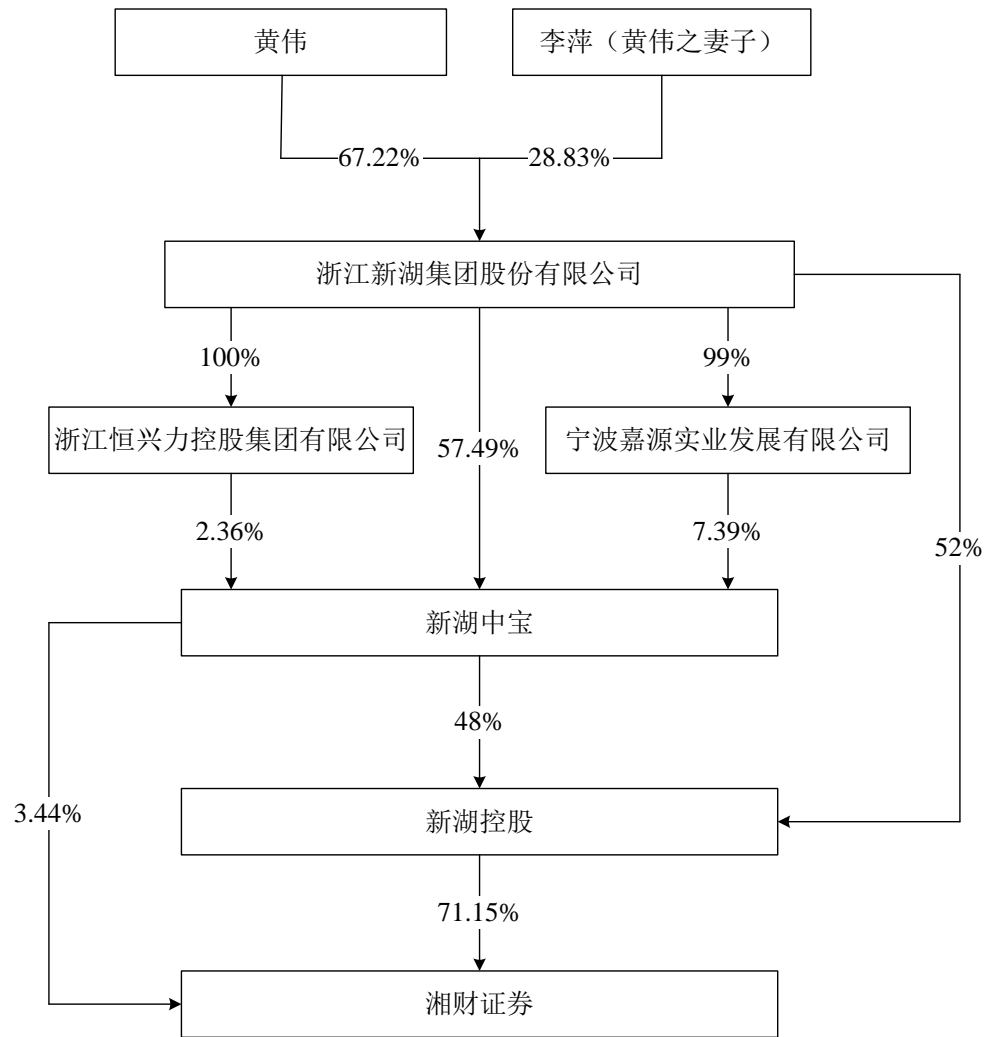 黄伟
李萍（黄伟之妻子）
67.22%
28.83%
浙江新湖集团股份有限公司
100%
99%
浙江恒兴力控股集团有限公司
57.49%
宁波嘉源实业发展有限公司
2.36%
7.39%
52%
新湖中宝
48%
3.44%
新湖控股
71.15%
湘财证券